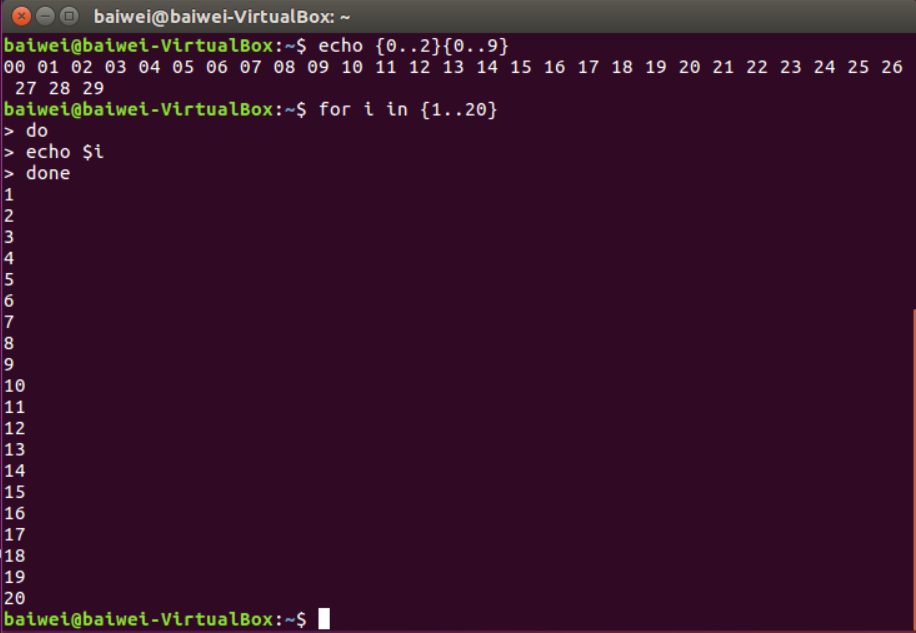 baiwei@baiwei-VirtualBox: ~
baiwei@baiwei-VirtualBox:~$ echo {0..2}{0..9}
00 01 02 03 04 05 06 07 08 09 10 11 12 13 14 15 16 17 18 19 20 21 22 23 24 25 26
 27 28 29
baiwei@baiwei-VirtualBox:~$ for i in {1..20}
> do
> echo $i
> done
1
2
3
4
5
6
7
8
9
10
11
12
13
14
15
16
17
18
19
20
baiwei@baiwei-VirtualBox:~$